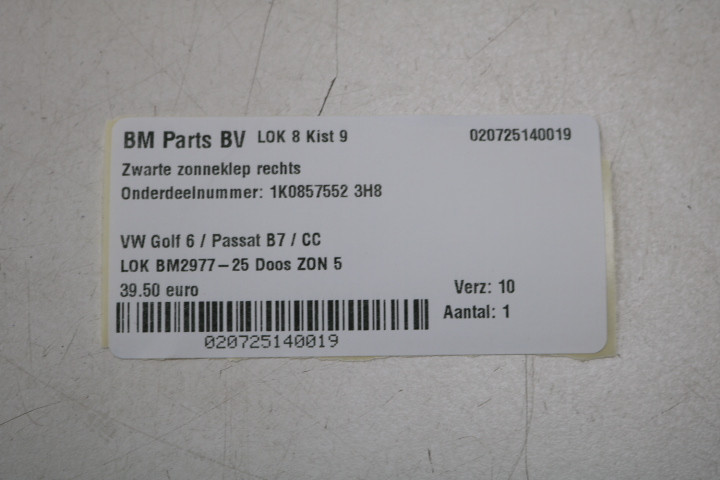 BM Parts BV LOK 8 Kist 9 020725140019
Zwarte zonneklep rechts
Onderdeelnummer: 1K0857552 3H8
VW Golf 6 / Passat B7 / CC
LOK BM2977-25 Doos ZON 5
39.50 euro Verz: 10
Aantal: 1
020725140019